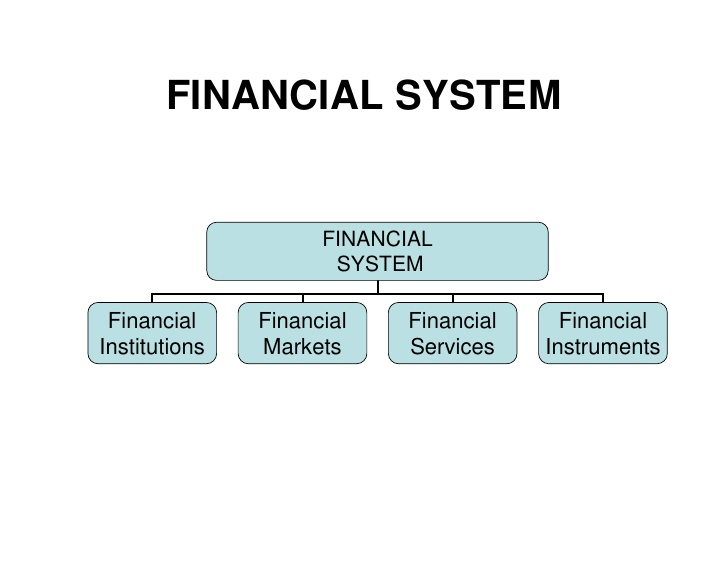 FINANCIAL SYSTEM
FINANCIAL
SYSTEM
Financial
Institutions
Financial
Markets
Financial
Services
Financial
Instruments